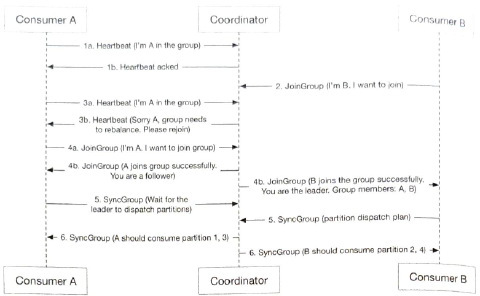 Consumer A
Coordinator
Consumer B
1a. Heartbeat (I'm A in the group)
1b. Heartbeat acked
2. JoinGroup (I'm B, I want to join)
3a. Heartbeat (I'm A in the group)
3b. Heartbeat (Sorry A, group needs
to rebalance. Please rejoin)
4a. JoinGroup (I'm A, I want to join group)
4b. JoinGroup (A joins group successfully.
You are a follower)
4b. JoinGroup (B joins the group successfully.
You are the leader. Group members: A, B)
5. SyncGroup (Wait for the
leader to dispatch partitions)
5. SyncGroup (partition dispatch plan)
6. SyncGroup (A should consume partition 1, 3)
6. SyncGroup (B should consume partition 2, 4)
Consumer A
Coordinator
Consumer B